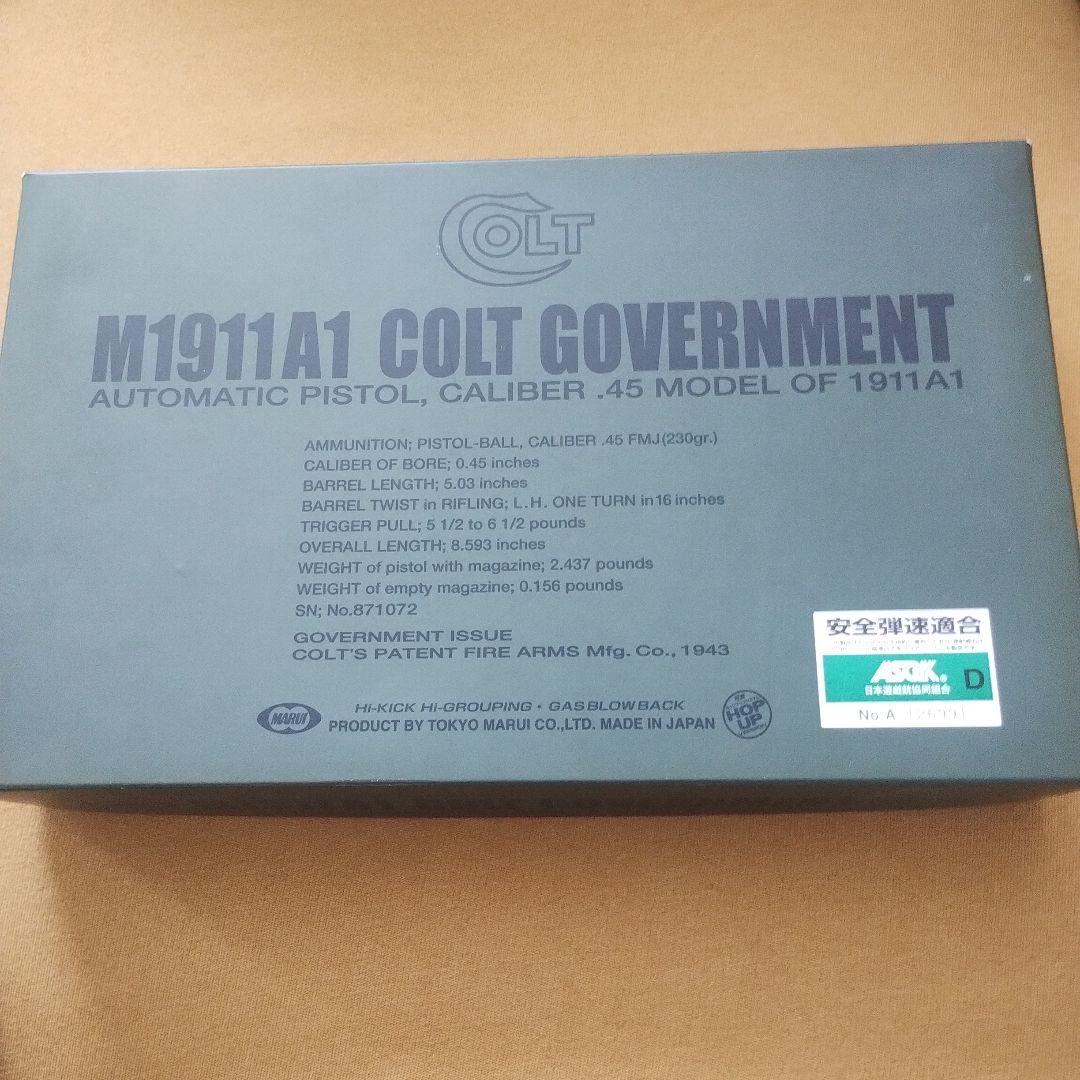 COLT
M1911A1 COLT GOVERNMENT
AUTOMATIC PISTOL, CALIBER .45 MODEL OF 1911A1
AMMUNITION; PISTOL-BALL, CALIBER .45 FMJ(230gr.)
CALIBER OF BORE; 0.45 inches
BARREL LENGTH; 5.03 inches
BARREL TWIST in RIFLING; L.H. ONE TURN in 16 inches
TRIGGER PULL; 5 1/2 to 6 1/2 pounds
OVERALL LENGTH; 8.593 inches
WEIGHT of pistol with magazine; 2.437 pounds
WEIGHT of empty magazine; 0.156 pounds
SN; No.871072
GOVERNMENT ISSUE
COLT'S PATENT FIRE ARMS Mfg. Co., 1943
MARUI
Hi-KICK Hi-GROUPING・GAS BLOW BACK
PRODUCT BY TOKYO MARUI CO.,LTD. MADE IN JAPAN
HOP UP
安全弾速適合
ASGK®
日本遊戯銃協同組合
D
No. A